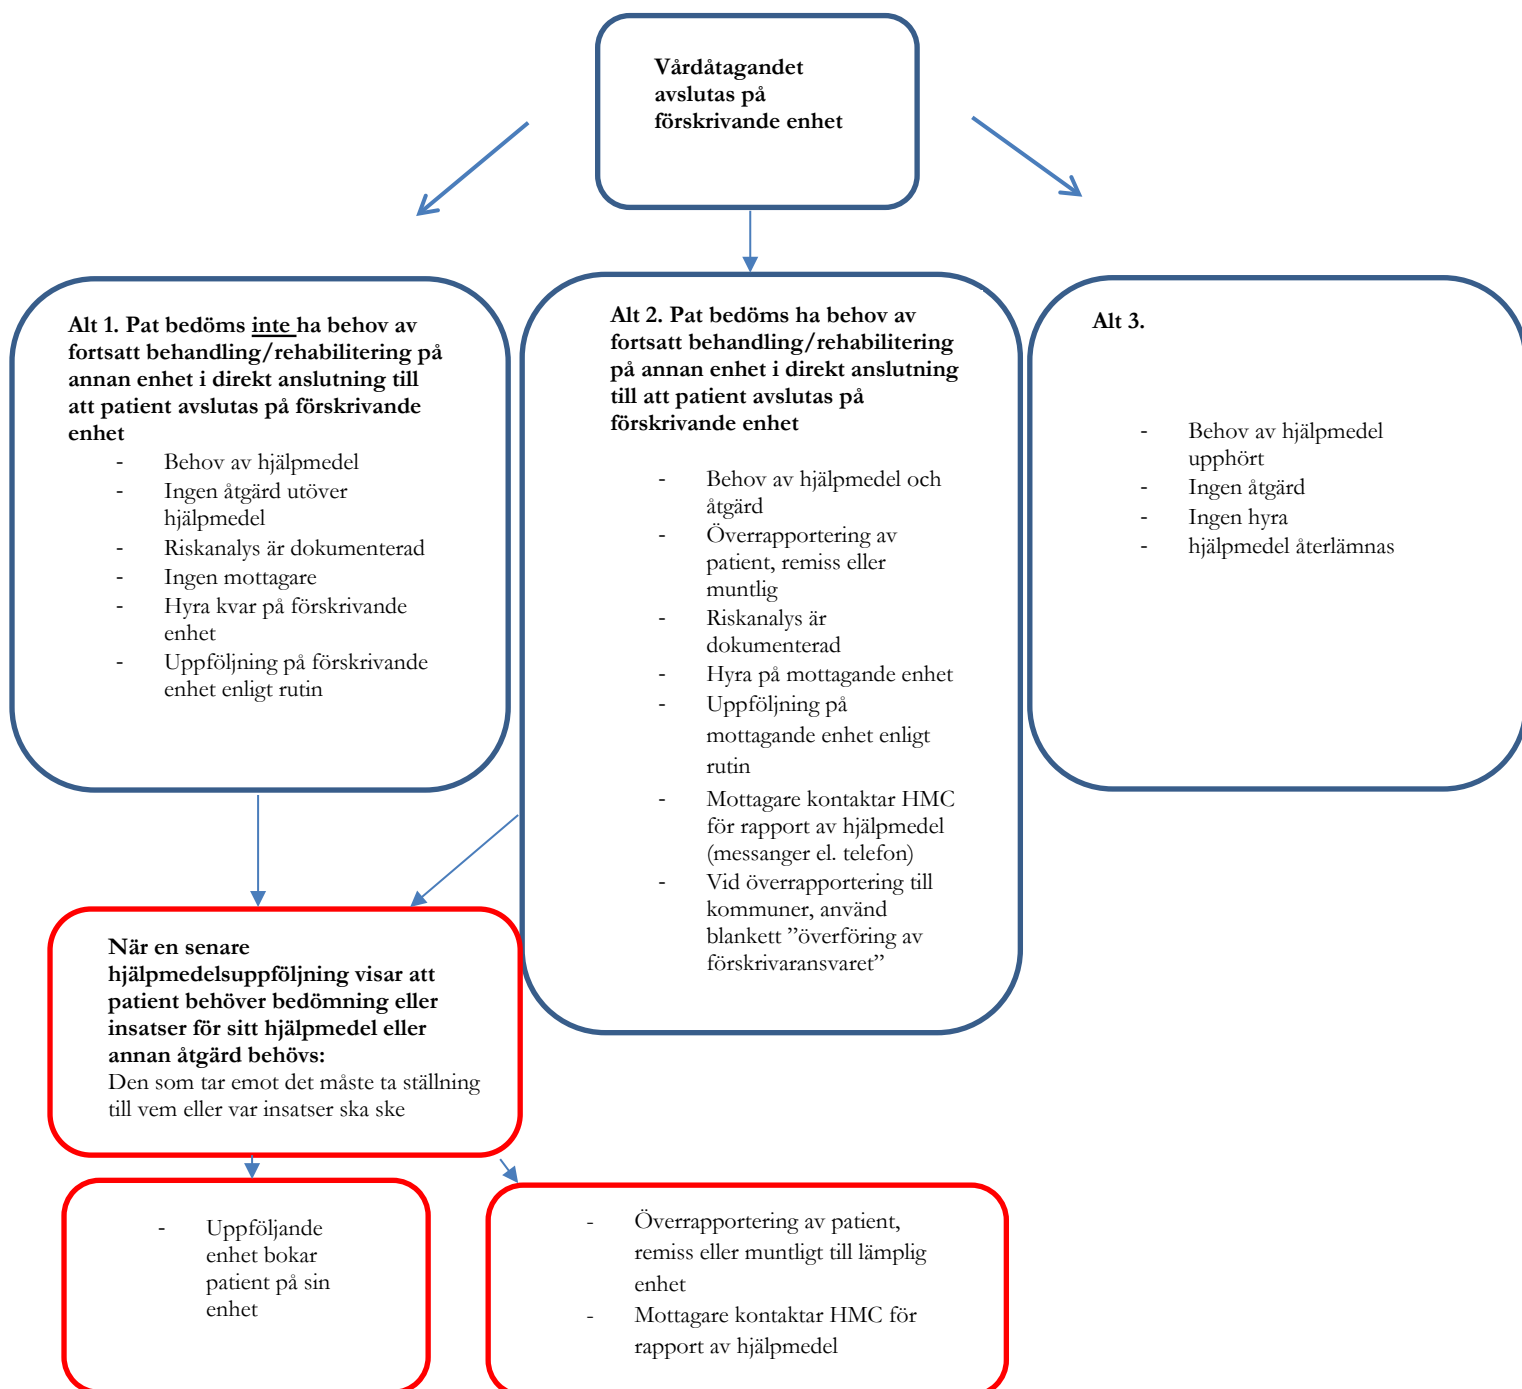 Vårdåtagandet
avslutas på
förskrivande enhet
Alt 1. Pat bedöms inte ha behov av
fortsatt behandling/rehabilitering på
annan enhet i direkt anslutning till
att patient avslutas på förskrivande
enhet
- Behov av hjälpmedel
- Ingen åtgärd utöver
hjälpmedel
- Riskanalys är dokumenterad
- Ingen mottagare
- Hyra kvar på förskrivande
enhet
- Uppföljning på förskrivande
enhet enligt rutin
Alt 2. Pat bedöms ha behov av
fortsatt behandling/rehabilitering
på annan enhet i direkt anslutning
till att patient avslutas på
förskrivande enhet
- Behov av hjälpmedel och
åtgärd
- Överrapportering av
patient, remiss eller
muntlig
- Riskanalys är
dokumenterad
- Hyra på mottagande enhet
- Uppföljning på
mottagande enhet enligt
rutin
- Mottagare kontaktar HMC
för rapport av hjälpmedel
(messanger el. telefon)
- Vid överrapportering till
kommuner, använd
blankett ”överföring av
förskrivaransvaret”
Alt 3.
- Behov av hjälpmedel
upphört
- Ingen åtgärd
- Ingen hyra
- hjälpmedel återlämnas
När en senare
hjälpmedelsuppföljning visar att
patient behöver bedömning eller
insatser för sitt hjälpmedel eller
annan åtgärd behövs:
Den som tar emot det måste ta ställning
till vem eller var insatser ska ske
- Uppföljande
enhet bokar
patient på sin
enhet
- Överrapportering av patient,
remiss eller muntligt till lämplig
enhet
- Mottagare kontaktar HMC för
rapport av hjälpmedel